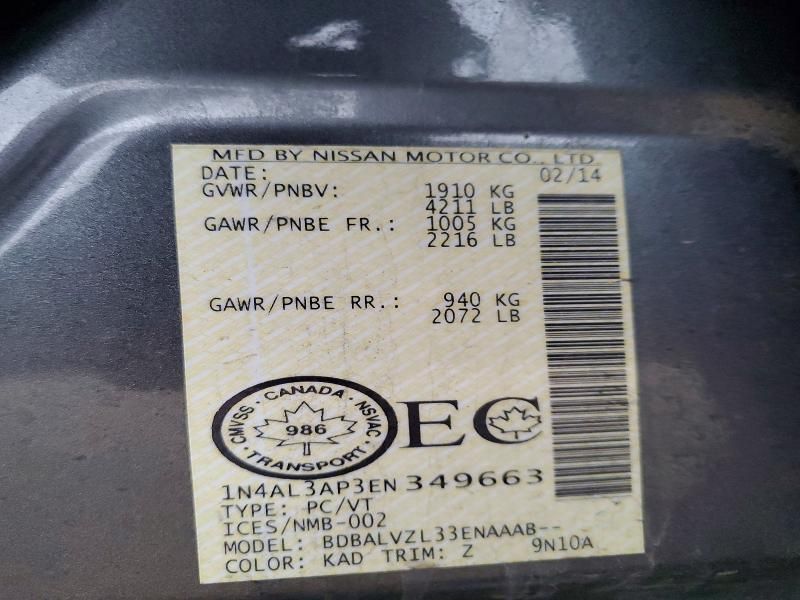 MFD BY NISSAN MOTOR CO., LTD.
DATE: 02/14
GVWR/PNBV: 1910 KG
4211 LB
GAWR/PNBE FR.: 1005 KG
2216 LB
GAWR/PNBE RR.: 940 KG
2072 LB
CMVSS · CANADA · NSVAC · TRANSPORT ·
986
EC
1N4AL3AP3EN349663
TYPE: PC/VT
ICES/NMB-002
MODEL: BDBALVZL33ENAAAB--
COLOR: KAD TRIM: Z 9N10A